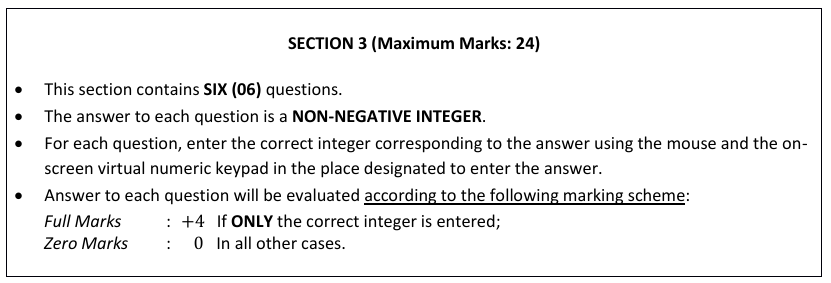 SECTION 3 (Maximum Marks: 24)
• This section contains SIX (06) questions.
• The answer to each question is a NON-NEGATIVE INTEGER.
• For each question, enter the correct integer corresponding to the answer using the mouse and the on-
screen virtual numeric keypad in the place designated to enter the answer.
• Answer to each question will be evaluated according to the following marking scheme:
Full Marks : +4 If ONLY the correct integer is entered;
Zero Marks : 0 In all other cases.